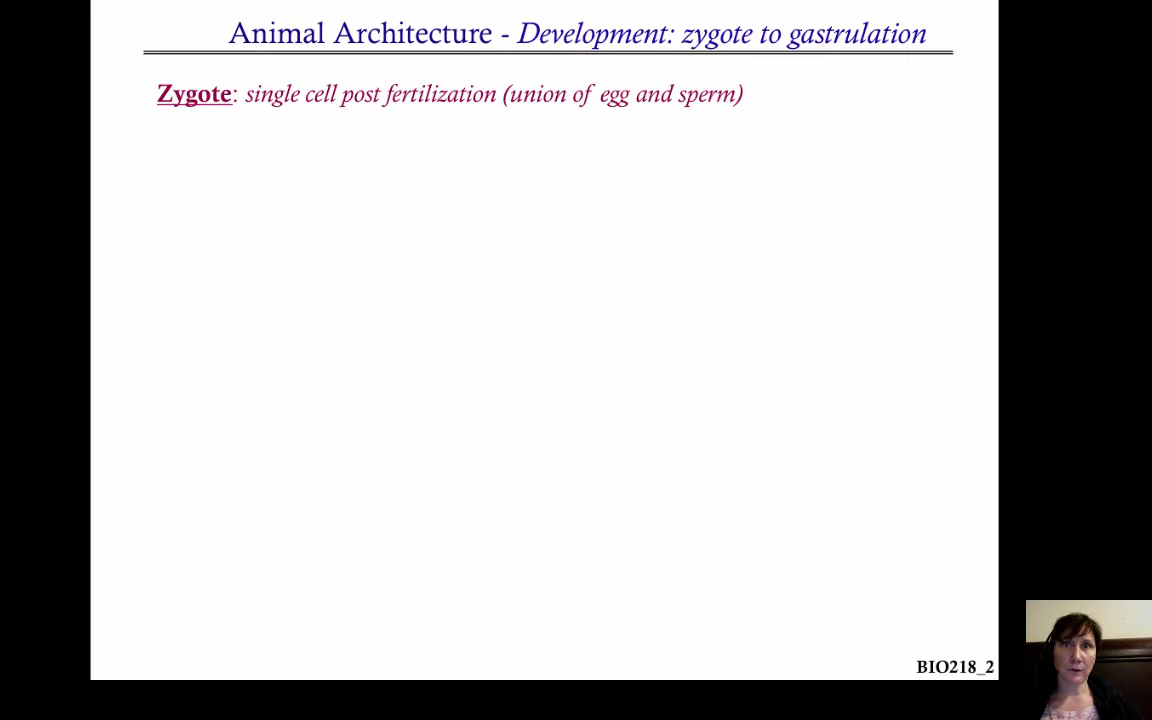 Animal Architecture - Development: zygote to gastrulation
Zygote: single cell post fertilization (union of egg and sperm)
BIO218_2